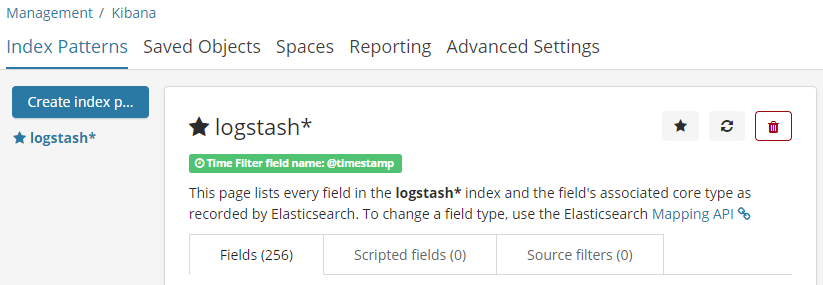 Management / Kibana
Index Patterns Saved Objects Spaces Reporting Advanced Settings
Create index p...
logstash*
logstash*
Time Filter field name: @timestamp
This page lists every field in the logstash* index and the field's associated core type as
recorded by Elasticsearch. To change a field type, use the Elasticsearch Mapping API
Fields (256) Scripted fields (0) Source filters (0)